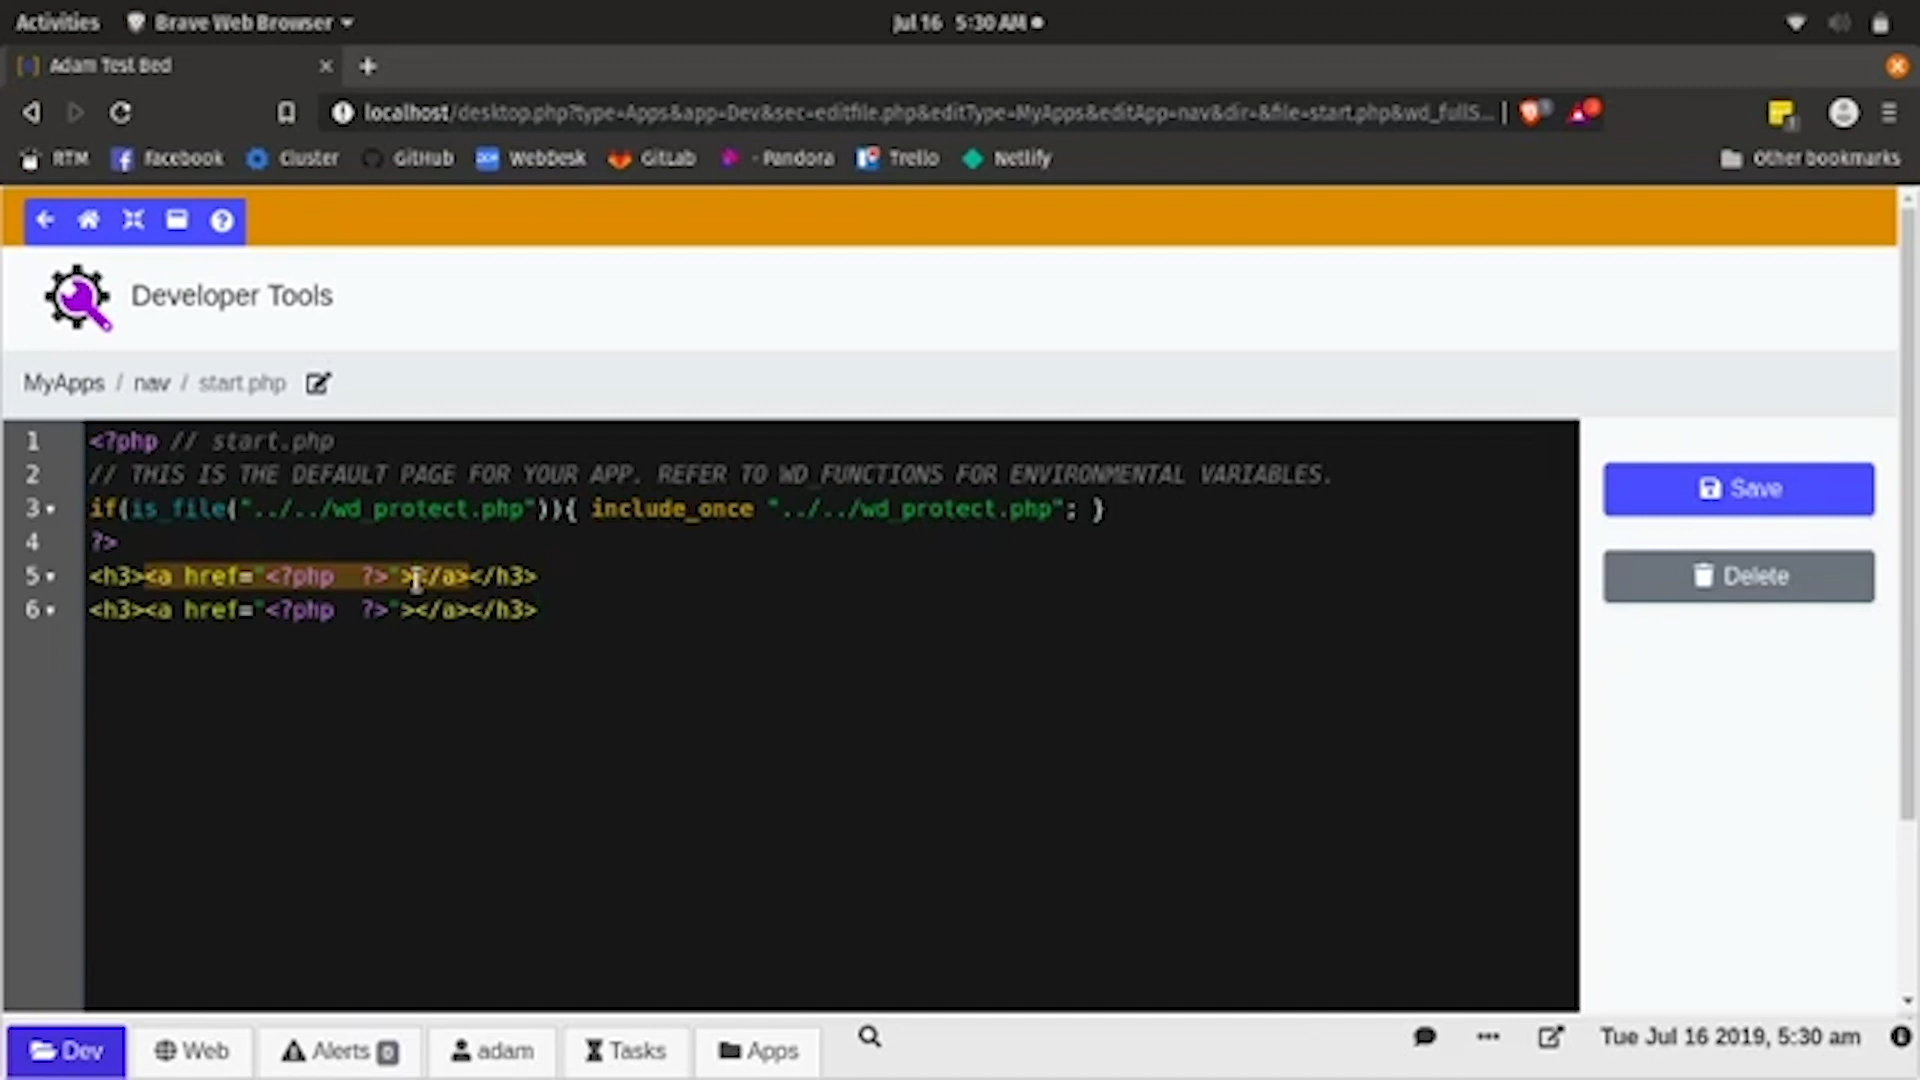 Activities Brave Web Browser Jul 16 5:30 AM
Adam Test Bed
localhost/desktop.php?type=Apps&app=Dev&sec=editfile.php&editType=MyApps&editApp=nav&dir=&file=start.php&wd_fullS...
RTM Facebook Cluster GitHub WebDesk GitLab - Pandora Trello Netlify Other bookmarks
Developer Tools
MyApps / nav / start.php
1 <?php // start.php
2 // THIS IS THE DEFAULT PAGE FOR YOUR APP. REFER TO WD_FUNCTIONS FOR ENVIRONMENTAL VARIABLES.
3 if(is_file("../../wd_protect.php")){ include_once "../../wd_protect.php"; }
4 ?>
5 <h3><a href="<?php  ?>"></a></h3>
6 <h3><a href="<?php  ?>"></a></h3>
Save
Delete
Dev Web Alerts 0 adam Tasks Apps Tue Jul 16 2019, 5:30 am